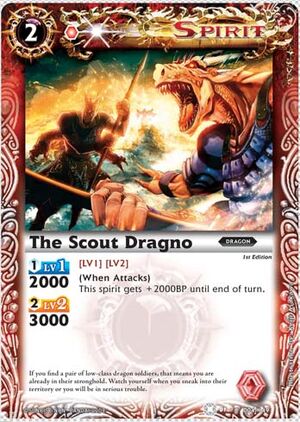 2
SPIRIT
The Scout Dragno
DRAGON
1st Edition
1 LV1
2000
[LV1] [LV2]
(When Attacks)
This spirit gets +2000BP until end of turn.
2 LV2
3000
If you find a pair of low-class dragon soldiers, that means you are
already in their stronghold. Watch yourself when you sneak into their
territory or you will be in serious trouble.